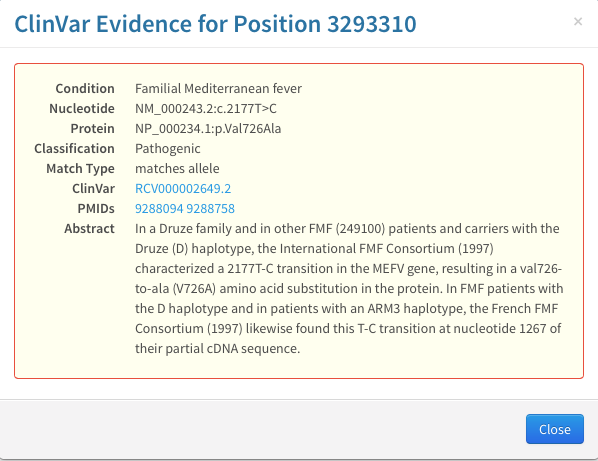 ClinVar Evidence for Position 3293310
×
Condition Familial Mediterranean fever
Nucleotide NM_000243.2:c.2177T>C
Protein NP_000234.1:p.Val726Ala
Classification Pathogenic
Match Type matches allele
ClinVar RCV000002649.2
PMIDs 9288094 9288758
Abstract In a Druze family and in other FMF (249100) patients and carriers with the
Druze (D) haplotype, the International FMF Consortium (1997)
characterized a 2177T-C transition in the MEFV gene, resulting in a val726-
to-ala (V726A) amino acid substitution in the protein. In FMF patients with
the D haplotype and in patients with an ARM3 haplotype, the French FMF
Consortium (1997) likewise found this T-C transition at nucleotide 1267 of
their partial cDNA sequence.
Close